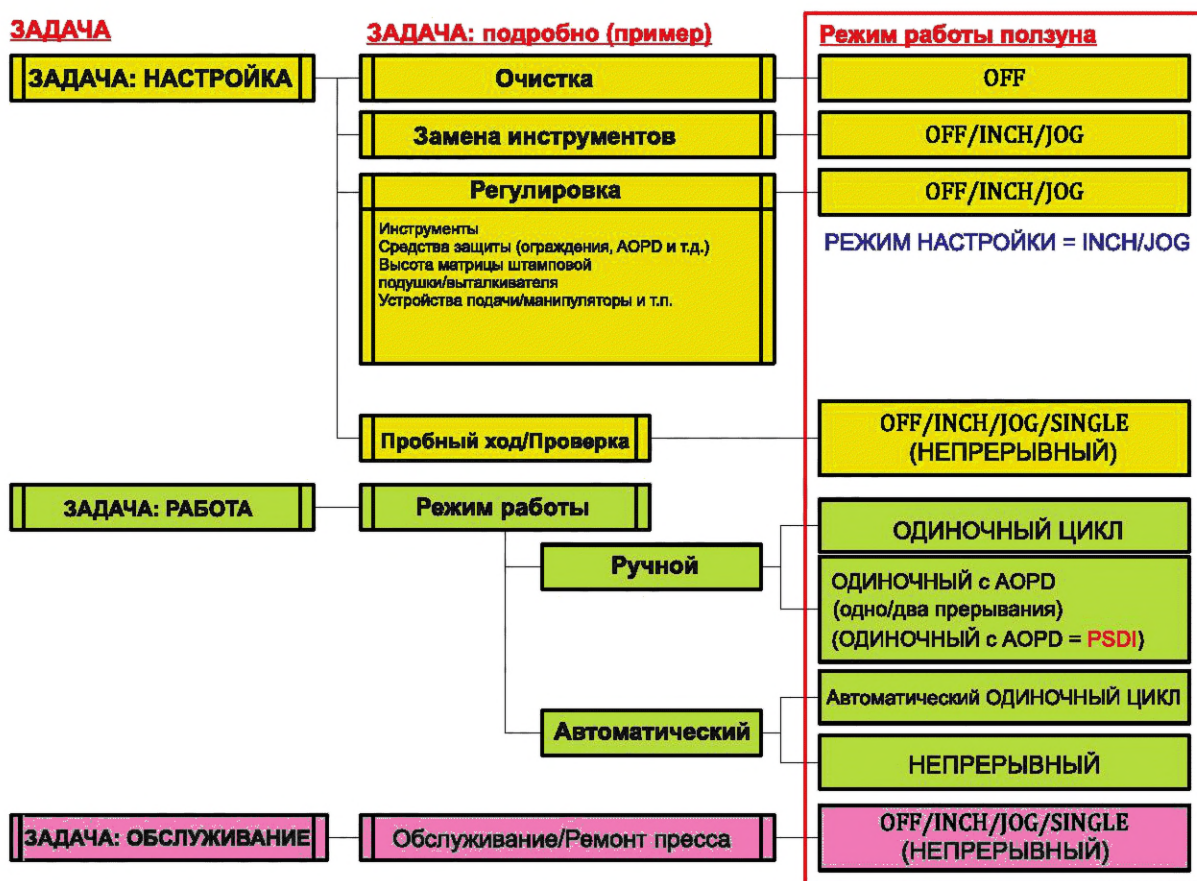 ЗАДАЧА
ЗАДАЧА: подробно (пример)
Режим работы ползуна
ЗАДАЧА: НАСТРОЙКА
Очистка
OFF
Замена инструментов
OFF/INCH/JOG
Регулировка
OFF/INCH/JOG
Инструменты
Средства защиты (ограждения, AOPD и т.д.)
Высота матрицы штамповой
подушки/выталкивателя
Устройства подачи/манипуляторы и т.п.
РЕЖИМ НАСТРОЙКИ = INCH/JOG
Пробный ход/Проверка
OFF/INCH/JOG/SINGLE
(НЕПРЕРЫВНЫЙ)
ЗАДАЧА: РАБОТА
Режим работы
Ручной
ОДИНОЧНЫЙ ЦИКЛ
ОДИНОЧНЫЙ с AOPD
(одно/два прерывания)
(ОДИНОЧНЫЙ с AOPD = PSDI)
Автоматический
Автоматический ОДИНОЧНЫЙ ЦИКЛ
НЕПРЕРЫВНЫЙ
ЗАДАЧА: ОБСЛУЖИВАНИЕ
Обслуживание/Ремонт пресса
OFF/INCH/JOG/SINGLE
(НЕПРЕРЫВНЫЙ)